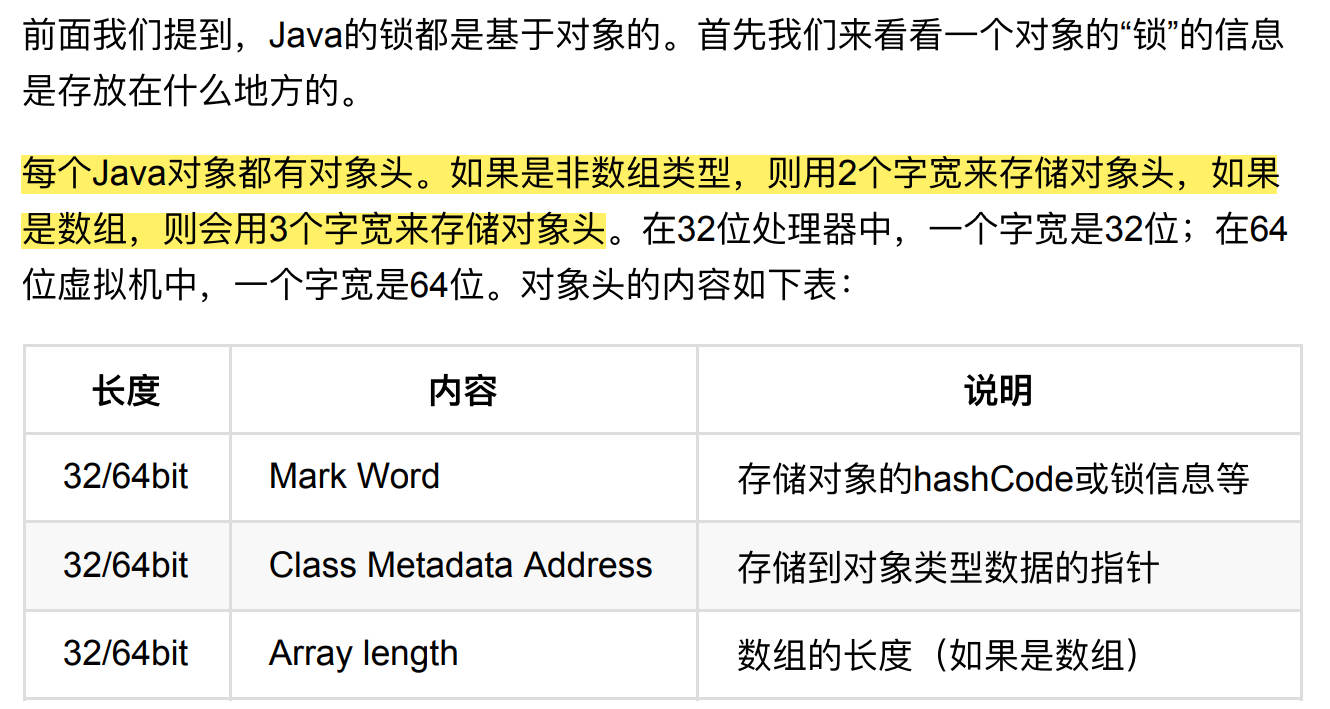 前面我们提到，Java的锁都是基于对象的。首先我们来看看一个对象的“锁”的信息
是存放在什么地方的。
每个Java对象都有对象头。如果是非数组类型，则用2个字宽来存储对象头，如果
是数组，则会用3个字宽来存储对象头。在32位处理器中，一个字宽是32位；在64
位虚拟机中，一个字宽是64位。对象头的内容如下表：
长度 内容 说明
32/64bit Mark Word 存储对象的hashCode或锁信息等
32/64bit Class Metadata Address 存储到对象类型数据的指针
32/64bit Array length 数组的长度（如果是数组）